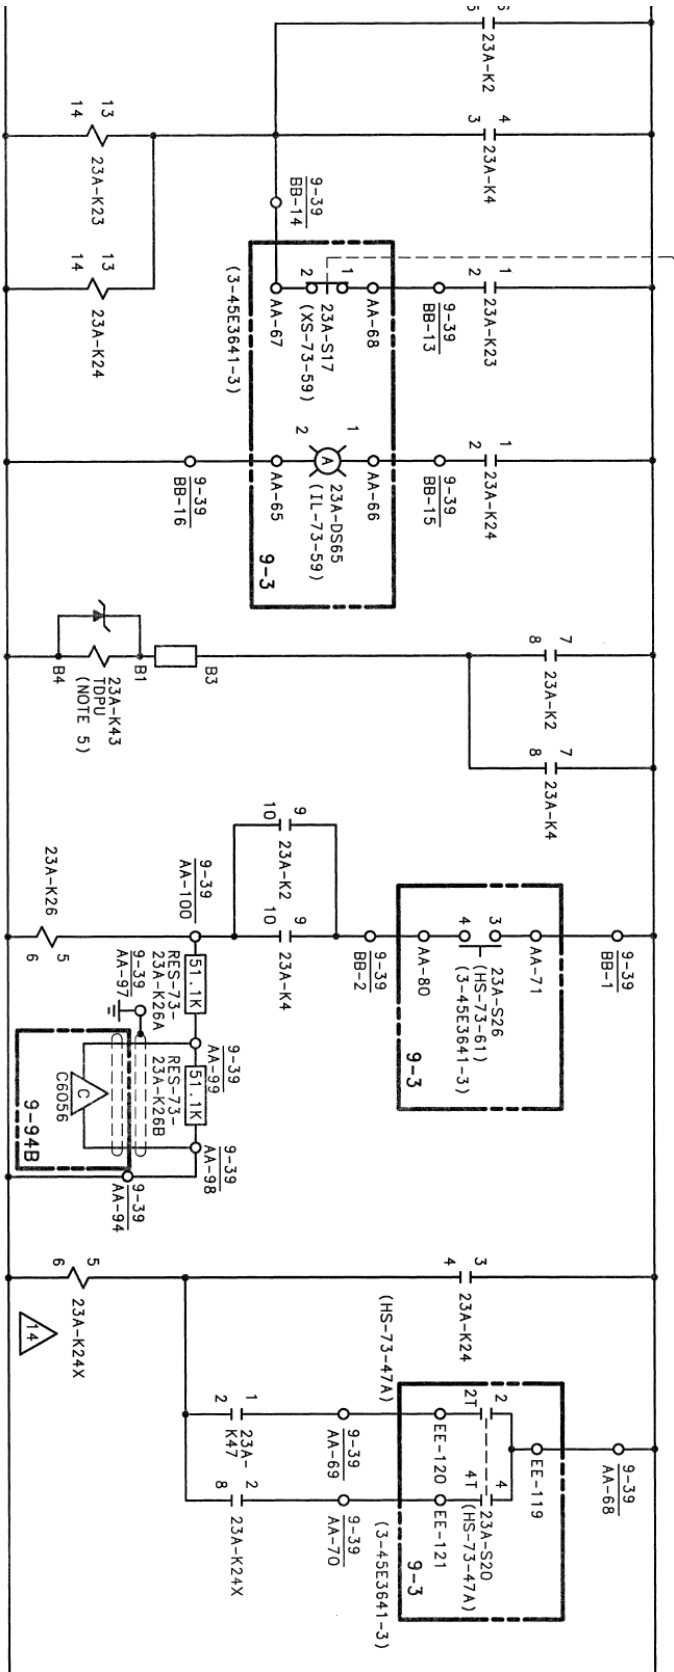 5 6
23A-K2
14 13
23A-K23
3 4
23A-K4
9-39
BB-14
14 13
23A-K24
(3-45E3641-3)
AA-67
2 1
23A-S17
(XS-73-59)
AA-68
9-39
BB-13
2 1
23A-K23
9-39
BB-16
AA-65
2 1
A
23A-DS65
(IL-73-59)
AA-66
9-39
BB-15
2 1
23A-K24
9-3
B4
B1
23A-K43
TDPU
(NOTE 5)
B3
8 7
23A-K2
8 7
23A-K4
10 9
23A-K2
23A-K26
6 5
9-39
AA-100
10 9
23A-K4
9-39
BB-2
AA-80
4 3
23A-S26
(HS-73-61)
(3-45E3641-3)
AA-71
9-39
BB-1
9-3
51.1K
RES-73-
23A-K26A
9-39
AA-97
9-39
AA-99
51.1K
RES-73-
23A-K26B
C
C6056
9-94B
9-39
AA-98
9-39
AA-94
6 5
23A-K24X
14
4 3
23A-K24
(HS-73-47A)
2 1
23A-
K47
9-39
AA-69
EE-120
2T 2
EE-119
9-39
AA-68
8 2
23A-K24X
9-39
AA-70
EE-121
4T 4
23A-S20
(HS-73-47A)
(3-45E3641-3)
9-3